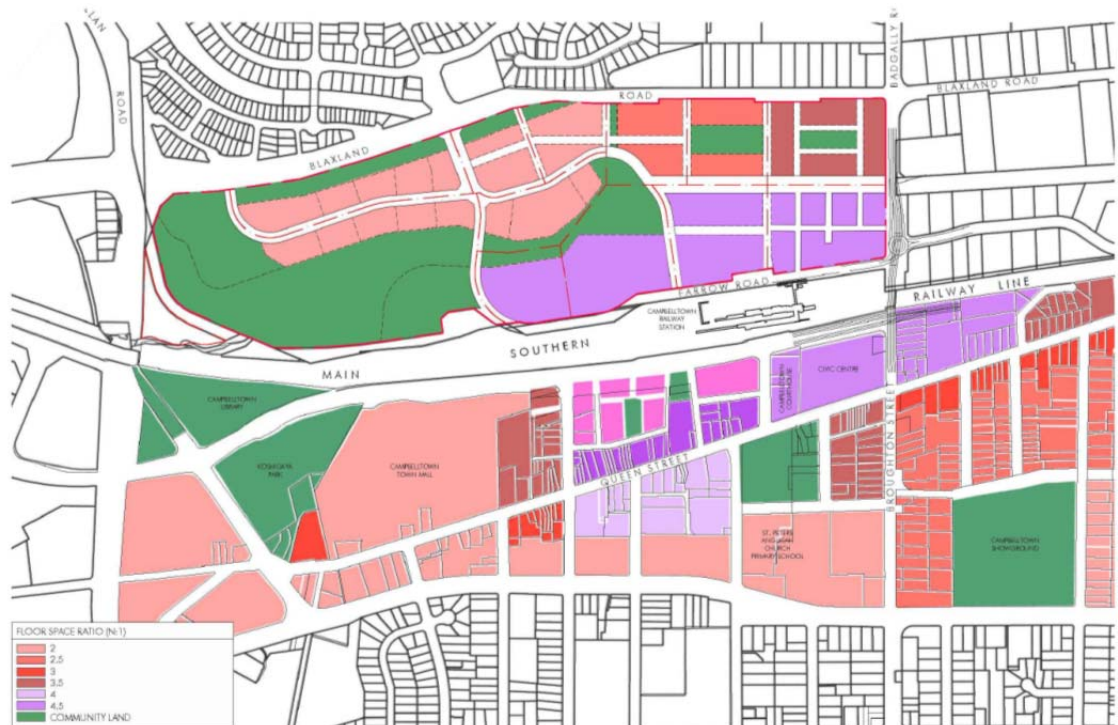 LLAN
ROAD
BADGALLY R
BLAXLAND ROAD
ROAD
BLAXLAND
FARROW ROAD
CAMPBELLTOWN
RAILWAY
STATION
RAILWAY LINE
SOUTHERN
MAIN
CAMPBELLTOWN
LIBRARY
KOSHIGAYA
PARK
CAMPBELLTOWN
TOWN MALL
CAMPBELLTOWN
COURTHOUSE
CIVIC CENTRE
QUEEN STREET
BROUGHTON STREET
ST. PETERS
ANGLICAN
CHURCH
PRIMARY SCHOOL
CAMPBELLTOWN
SHOWGROUND
FLOOR SPACE RATIO (N:1)
2
2.5
3
3.5
4
4.5
COMMUNITY LAND